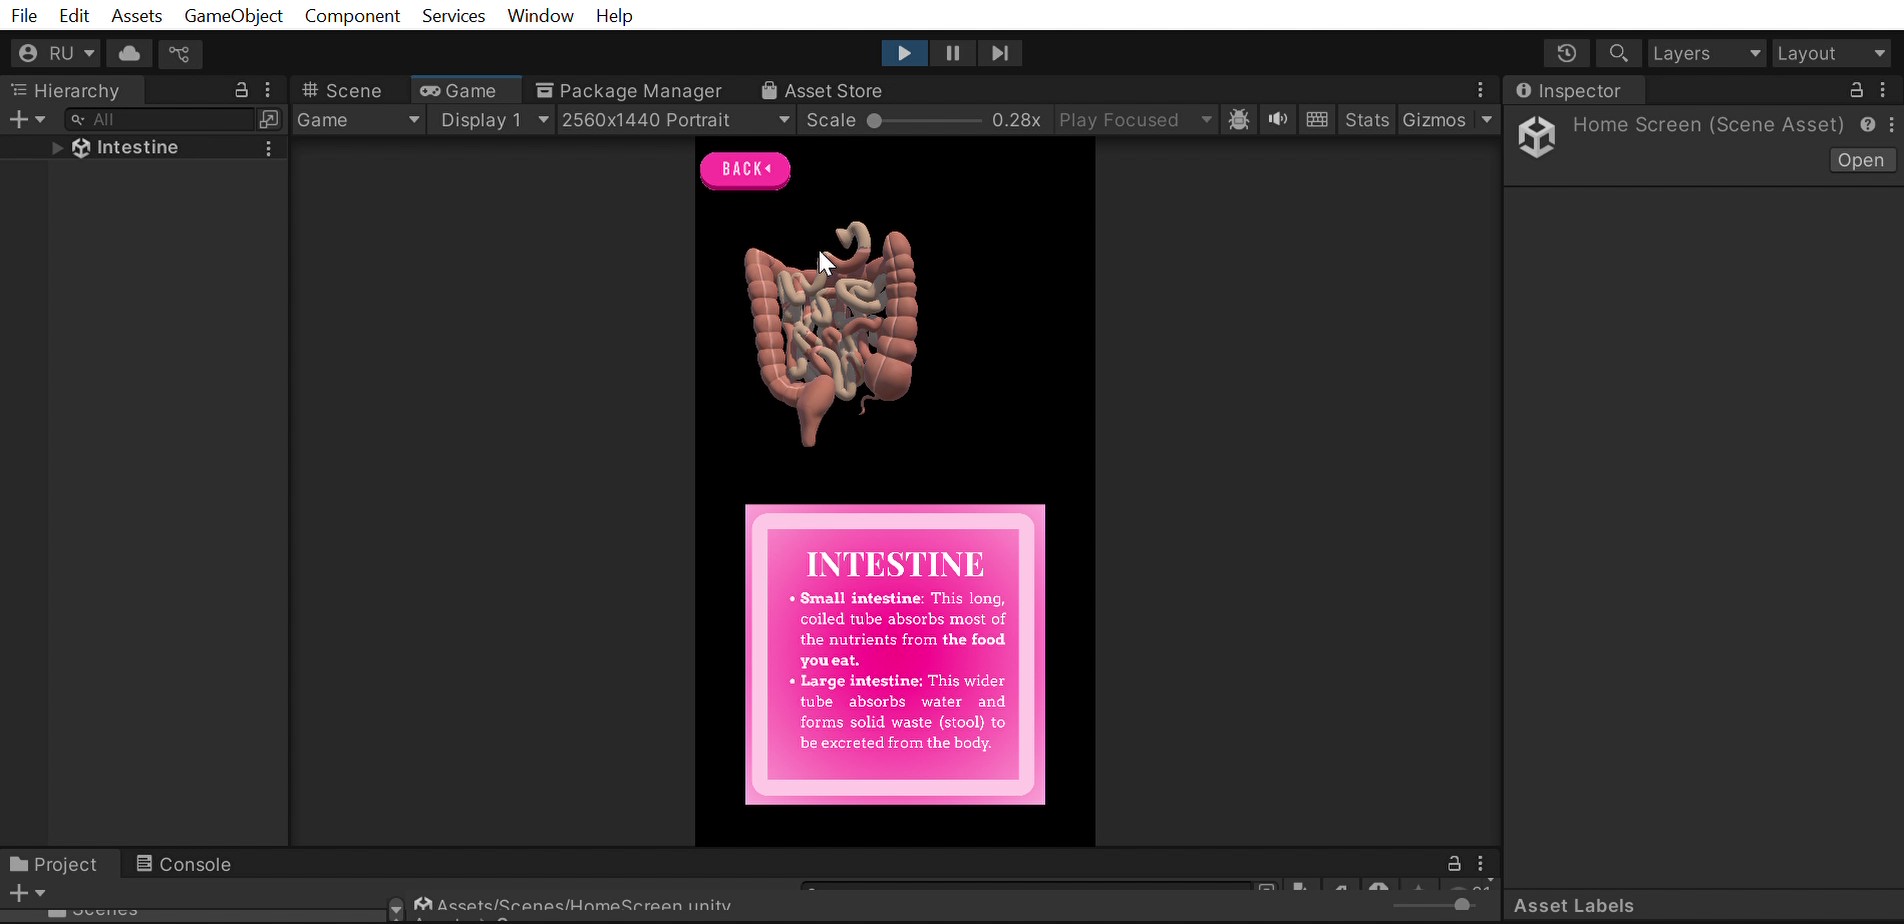 File Edit Assets GameObject Component Services Window Help
RU
Layers Layout
Hierarchy
Scene Game Package Manager Asset Store
Inspector
All
Game Display 1 2560x1440 Portrait Scale 0.28x Play Focused Stats Gizmos
Home Screen (Scene Asset)
Open
Intestine
BACK
INTESTINE
• Small intestine: This long,
coiled tube absorbs most of
the nutrients from the food
you eat.
• Large intestine: This wider
tube absorbs water and
forms solid waste (stool) to
be excreted from the body.
Project Console
Scenes
Assets/Scenes/HomeScreen.unity
Asset Labels